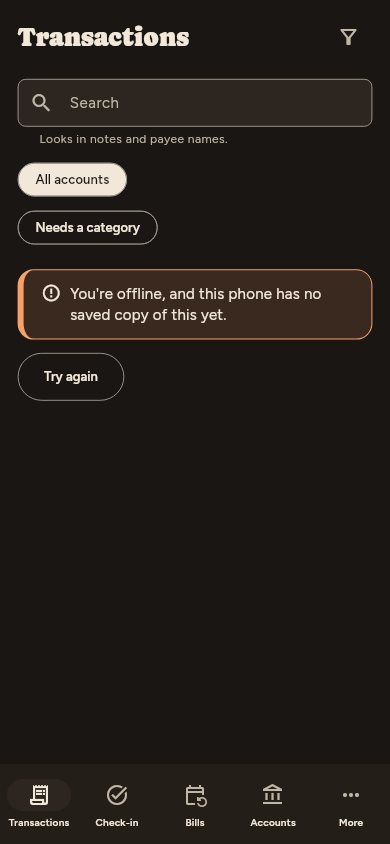 Transactions
Search
Looks in notes and payee names.
All accounts
Needs a category
You're offline, and this phone has no
saved copy of this yet.
Try again
Transactions
Check-in
Bills
Accounts
More